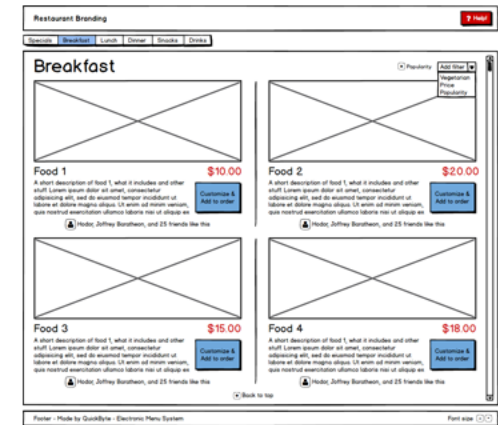 Restaurant Branding
? Help!
Specials Breakfast Lunch Dinner Snacks Drinks
Breakfast
Popularity
Add filter
Vegetarian
Price
Popularity
Food 1 $10.00
A short description of food 1, what it includes and other
stuff. Lorem ipsum dolor sit amet, consectetur
adipisicing elit, sed do eiusmod tempor incididunt ut
labore et dolore magna aliqua. Ut enim ad minim veniam,
quis nostrud exercitation ullamco laboris nisi ut aliquip ex
Customize &
Add to order
Hodor, Joffrey Baratheon, and 25 friends like this
Food 2 $20.00
A short description of food 1, what it includes and other
stuff. Lorem ipsum dolor sit amet, consectetur
adipisicing elit, sed do eiusmod tempor incididunt ut
labore et dolore magna aliqua. Ut enim ad minim veniam,
quis nostrud exercitation ullamco laboris nisi ut aliquip ex
Customize &
Add to order
Hodor, Joffrey Baratheon, and 25 friends like this
Food 3 $15.00
A short description of food 1, what it includes and other
stuff. Lorem ipsum dolor sit amet, consectetur
adipisicing elit, sed do eiusmod tempor incididunt ut
labore et dolore magna aliqua. Ut enim ad minim veniam,
quis nostrud exercitation ullamco laboris nisi ut aliquip ex
Customize &
Add to order
Hodor, Joffrey Baratheon, and 25 friends like this
Food 4 $18.00
A short description of food 1, what it includes and other
stuff. Lorem ipsum dolor sit amet, consectetur
adipisicing elit, sed do eiusmod tempor incididunt ut
labore et dolore magna aliqua. Ut enim ad minim veniam,
quis nostrud exercitation ullamco laboris nisi ut aliquip ex
Customize &
Add to order
Hodor, Joffrey Baratheon, and 25 friends like this
Back to top
Footer - Made by QuickByte - Electronic Menu System
Font size